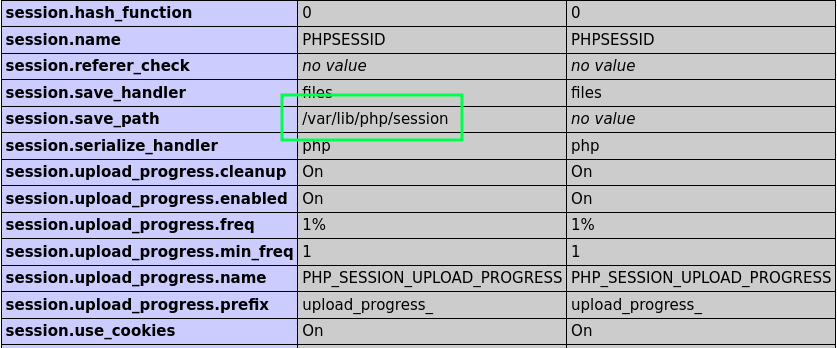 session.hash_function 0 0
session.name PHPSESSID PHPSESSID
session.referer_check no value no value
session.save_handler files files
session.save_path /var/lib/php/session no value
session.serialize_handler php php
session.upload_progress.cleanup On On
session.upload_progress.enabled On On
session.upload_progress.freq 1% 1%
session.upload_progress.min_freq 1 1
session.upload_progress.name PHP_SESSION_UPLOAD_PROGRESS PHP_SESSION_UPLOAD_PROGRESS
session.upload_progress.prefix upload_progress_ upload_progress_
session.use_cookies On On